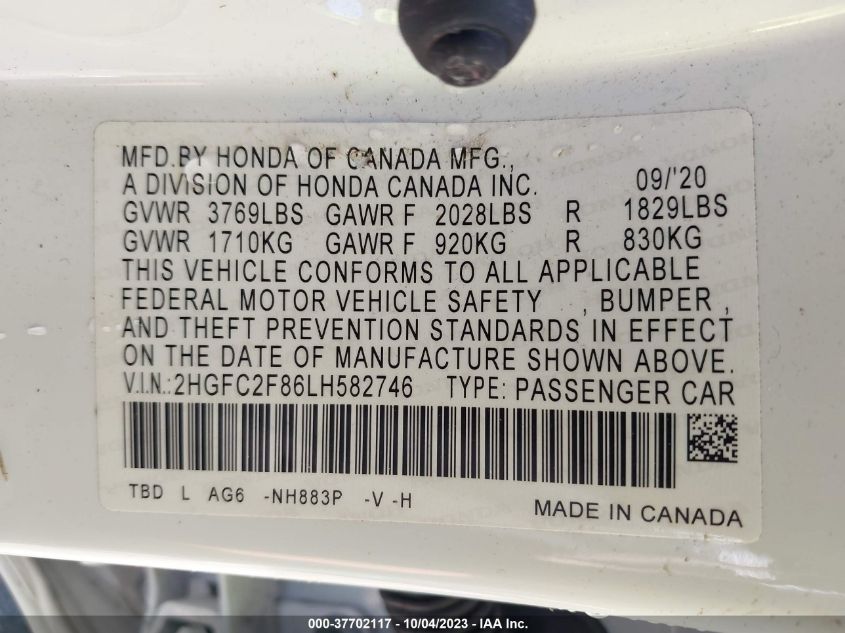 MFD.BY HONDA OF CANADA MFG.,
A DIVISION OF HONDA CANADA INC. 09/'20
GVWR 3769LBS GAWR F 2028LBS R 1829LBS
GVWR 1710KG GAWR F 920KG R 830KG
THIS VEHICLE CONFORMS TO ALL APPLICABLE
FEDERAL MOTOR VEHICLE SAFETY , BUMPER ,
AND THEFT PREVENTION STANDARDS IN EFFECT
ON THE DATE OF MANUFACTURE SHOWN ABOVE.
V.I.N.:2HGFC2F86LH582746 TYPE: PASSENGER CAR
TBD L AG6 -NH883P -V -H
MADE IN CANADA
000-37702117 - 10/04/2023 - IAA Inc.